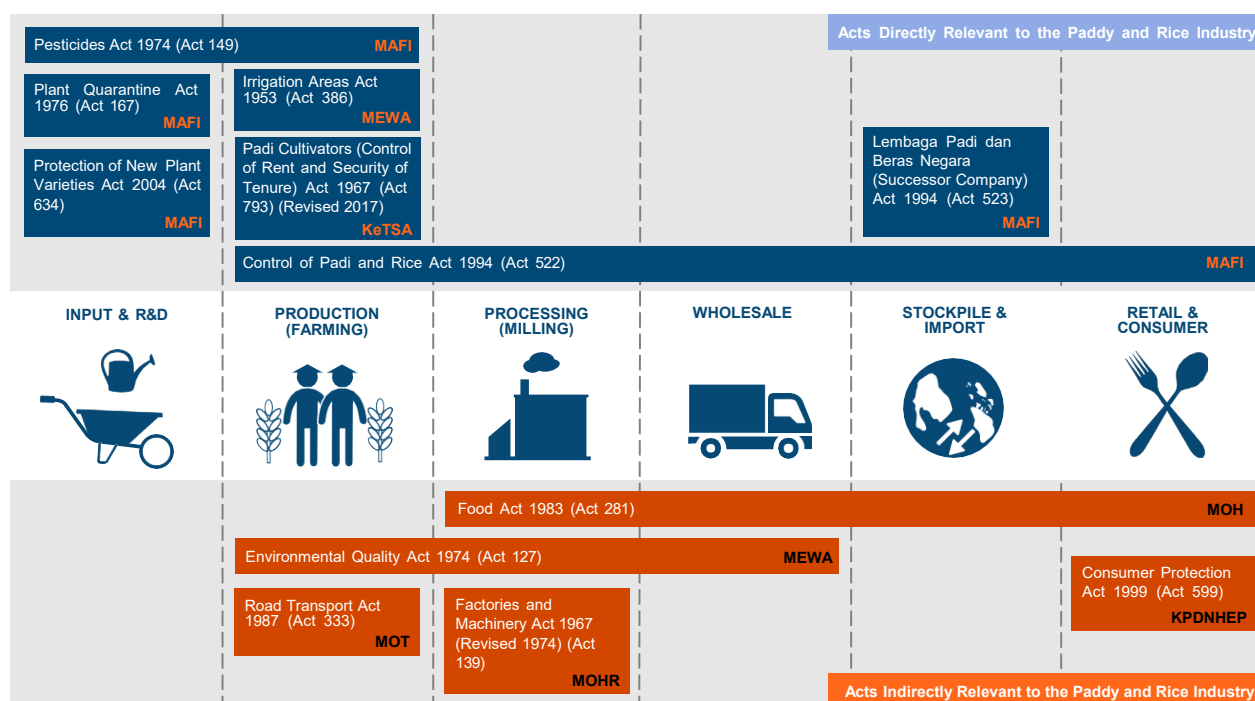 Acts Directly Relevant to the Paddy and Rice Industry
Pesticides Act 1974 (Act 149)
MAFI
Plant Quarantine Act
1976 (Act 167)
MAFI
Irrigation Areas Act
1953 (Act 386)
MEWA
Protection of New Plant
Varieties Act 2004 (Act
634)
MAFI
Padi Cultivators (Control
of Rent and Security of
Tenure) Act 1967 (Act
793) (Revised 2017)
KeTSA
Lembaga Padi dan
Beras Negara
(Successor Company)
Act 1994 (Act 523)
MAFI
Control of Padi and Rice Act 1994 (Act 522)
MAFI
INPUT & R&D
PRODUCTION
(FARMING)
PROCESSING
(MILLING)
WHOLESALE
STOCKPILE &
IMPORT
RETAIL &
CONSUMER
Food Act 1983 (Act 281)
MOH
Environmental Quality Act 1974 (Act 127)
MEWA
Road Transport Act
1987 (Act 333)
MOT
Factories and
Machinery Act 1967
(Revised 1974) (Act
139)
MOHR
Consumer Protection
Act 1999 (Act 599)
KPDNHEP
Acts Indirectly Relevant to the Paddy and Rice Industry